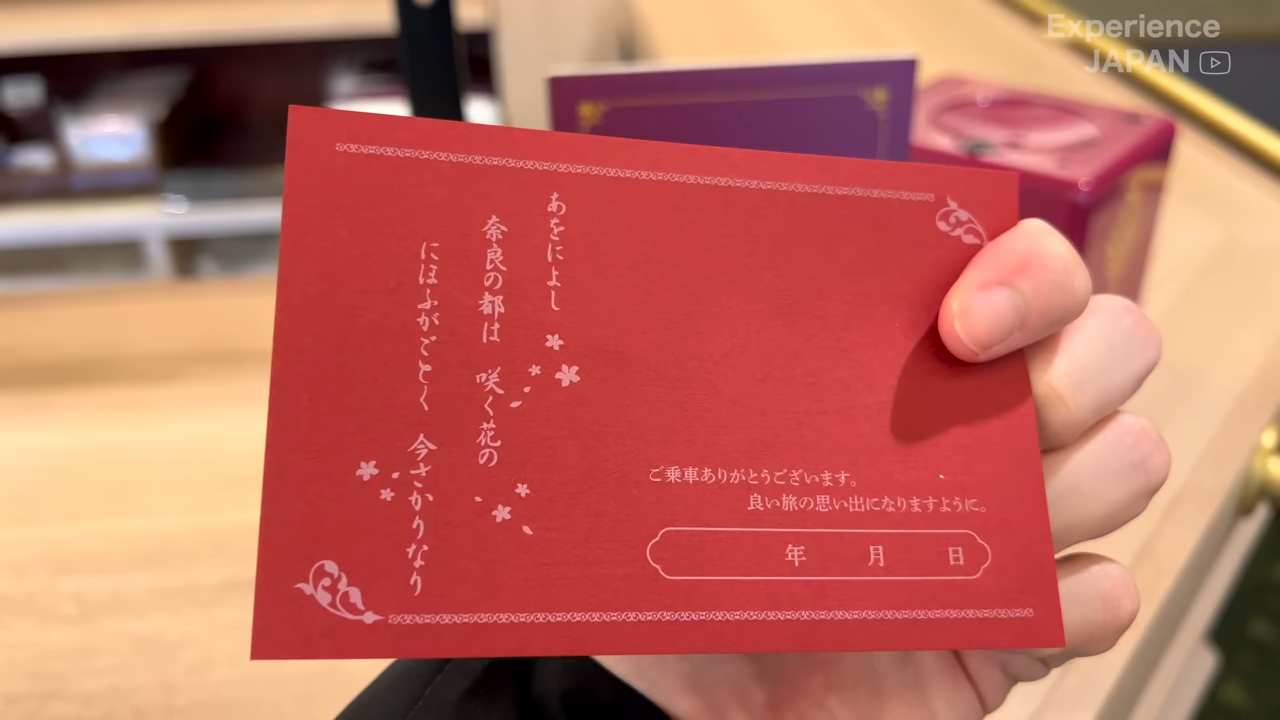 Experience
JAPAN
あをによし
奈良の都は 咲く花の
にほふがごとく 今さかりなり
ご乗車ありがとうございます。
良い旅の思い出になりますように。
年 月 日